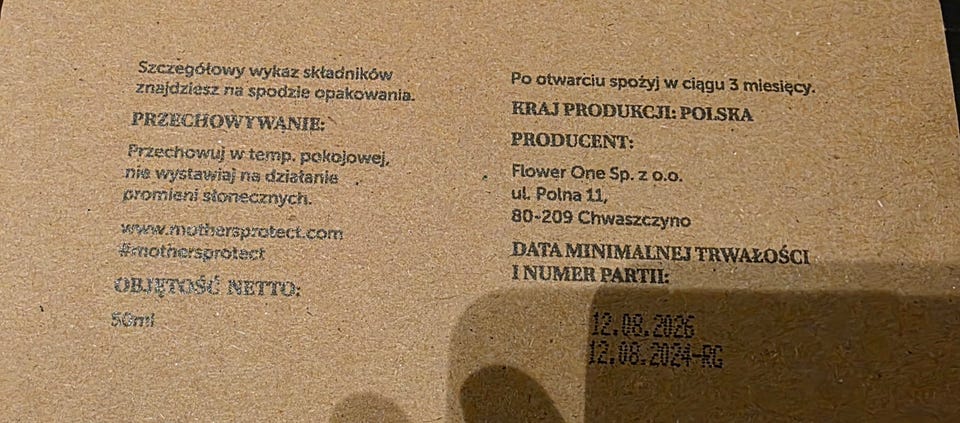 Szczegółowy wykaz składników
znajdziesz na spodzie opakowania.
PRZECHOWYWANIE:
Przechowuj w temp. pokojowej,
nie wystawiaj na działanie
promieni słonecznych.
www.mothersprotect.com
#mothersprotect
OBJĘTOŚĆ NETTO:
50ml
Po otwarciu spożyj w ciągu 3 miesięcy.
KRAJ PRODUKCJI: POLSKA
PRODUCENT:
Flower One Sp. z o.o.
ul. Polna 11,
80-209 Chwaszczyno
DATA MINIMALNEJ TRWAŁOŚCI
I NUMER PARTII:
12.08.2026
12.08.2024-RG